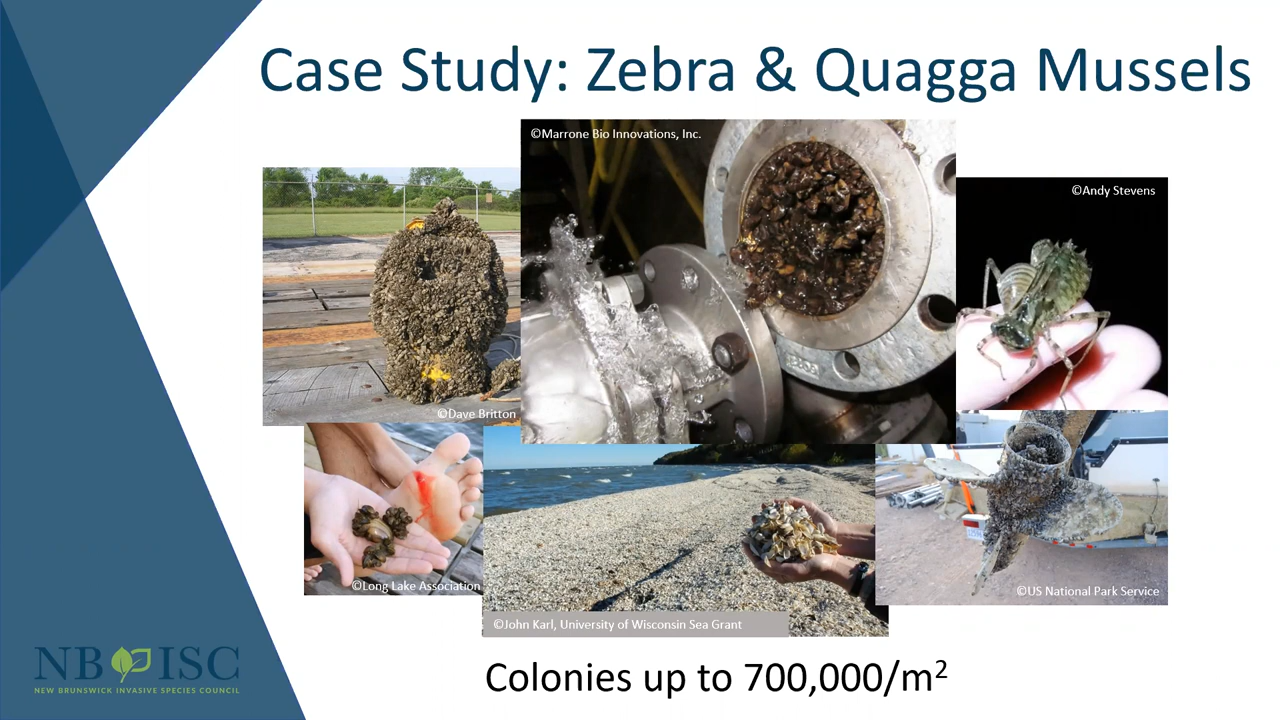 Case Study: Zebra & Quagga Mussels
©Marrone Bio Innovations, Inc.
©Andy Stevens
©Dave Britton
©Long Lake Association
©US National Park Service
©John Karl, University of Wisconsin Sea Grant
Colonies up to 700,000/m²
NB ISC
NEW BRUNSWICK INVASIVE SPECIES COUNCIL